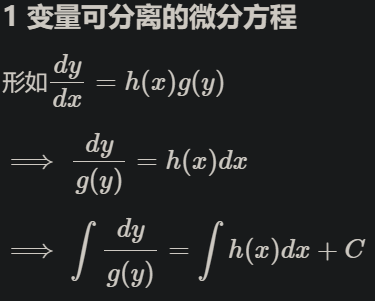 1 变量可分离的微分方程
形如 \frac{dy}{dx} = h(x)g(y)
\Longrightarrow \frac{dy}{g(y)} = h(x)dx
\Longrightarrow \int \frac{dy}{g(y)} = \int h(x)dx + C